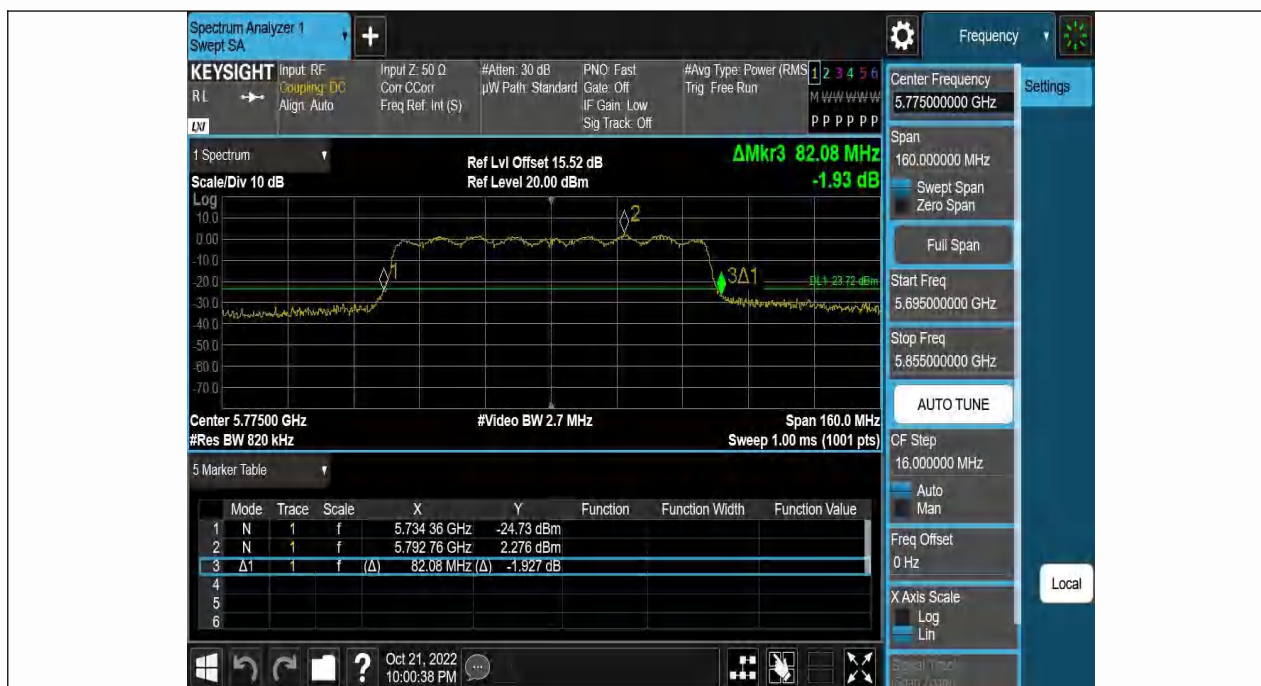 Spectrum Analyzer 1
Swept SA
+
Frequency
KEYSIGHT
RL
LXI
Input: RF
Coupling: DC
Align: Auto
Input Z: 50 Ω
Corr CCorr
Freq Ref: Int (S)
#Atten: 30 dB
µW Path: Standard
PNO: Fast
Gate: Off
IF Gain: Low
Sig Track: Off
#Avg Type: Power (RMS
Trig: Free Run
1 2 3 4 5 6
M W W W W W
P P P P P P
Center Frequency
5.775000000 GHz
Settings
Span
160.000000 MHz
Swept Span
Zero Span
Full Span
Start Freq
5.695000000 GHz
Stop Freq
5.855000000 GHz
AUTO TUNE
CF Step
16.000000 MHz
Auto
Man
Freq Offset
0 Hz
X Axis Scale
Log
Lin
Signal Track
Local
1 Spectrum
Scale/Div 10 dB
Ref Lvl Offset 15.52 dB
Ref Level 20.00 dBm
ΔMkr3 82.08 MHz
-1.93 dB
Log
10.0
0.00
-10.0
-20.0
-30.0
-40.0
-50.0
-60.0
-70.0
1
2
3Δ1
DL1 -23.72 dBm
Center 5.77500 GHz
#Video BW 2.7 MHz
Span 160.0 MHz
#Res BW 820 kHz
Sweep 1.00 ms (1001 pts)
5 Marker Table
Mode Trace Scale X Y Function Function Width Function Value
1 N 1 f 5.734 36 GHz -24.73 dBm
2 N 1 f 5.792 76 GHz 2.276 dBm
3 Δ1 1 f (Δ) 82.08 MHz (Δ) -1.927 dB
4
5
6
?
Oct 21, 2022
10:00:38 PM